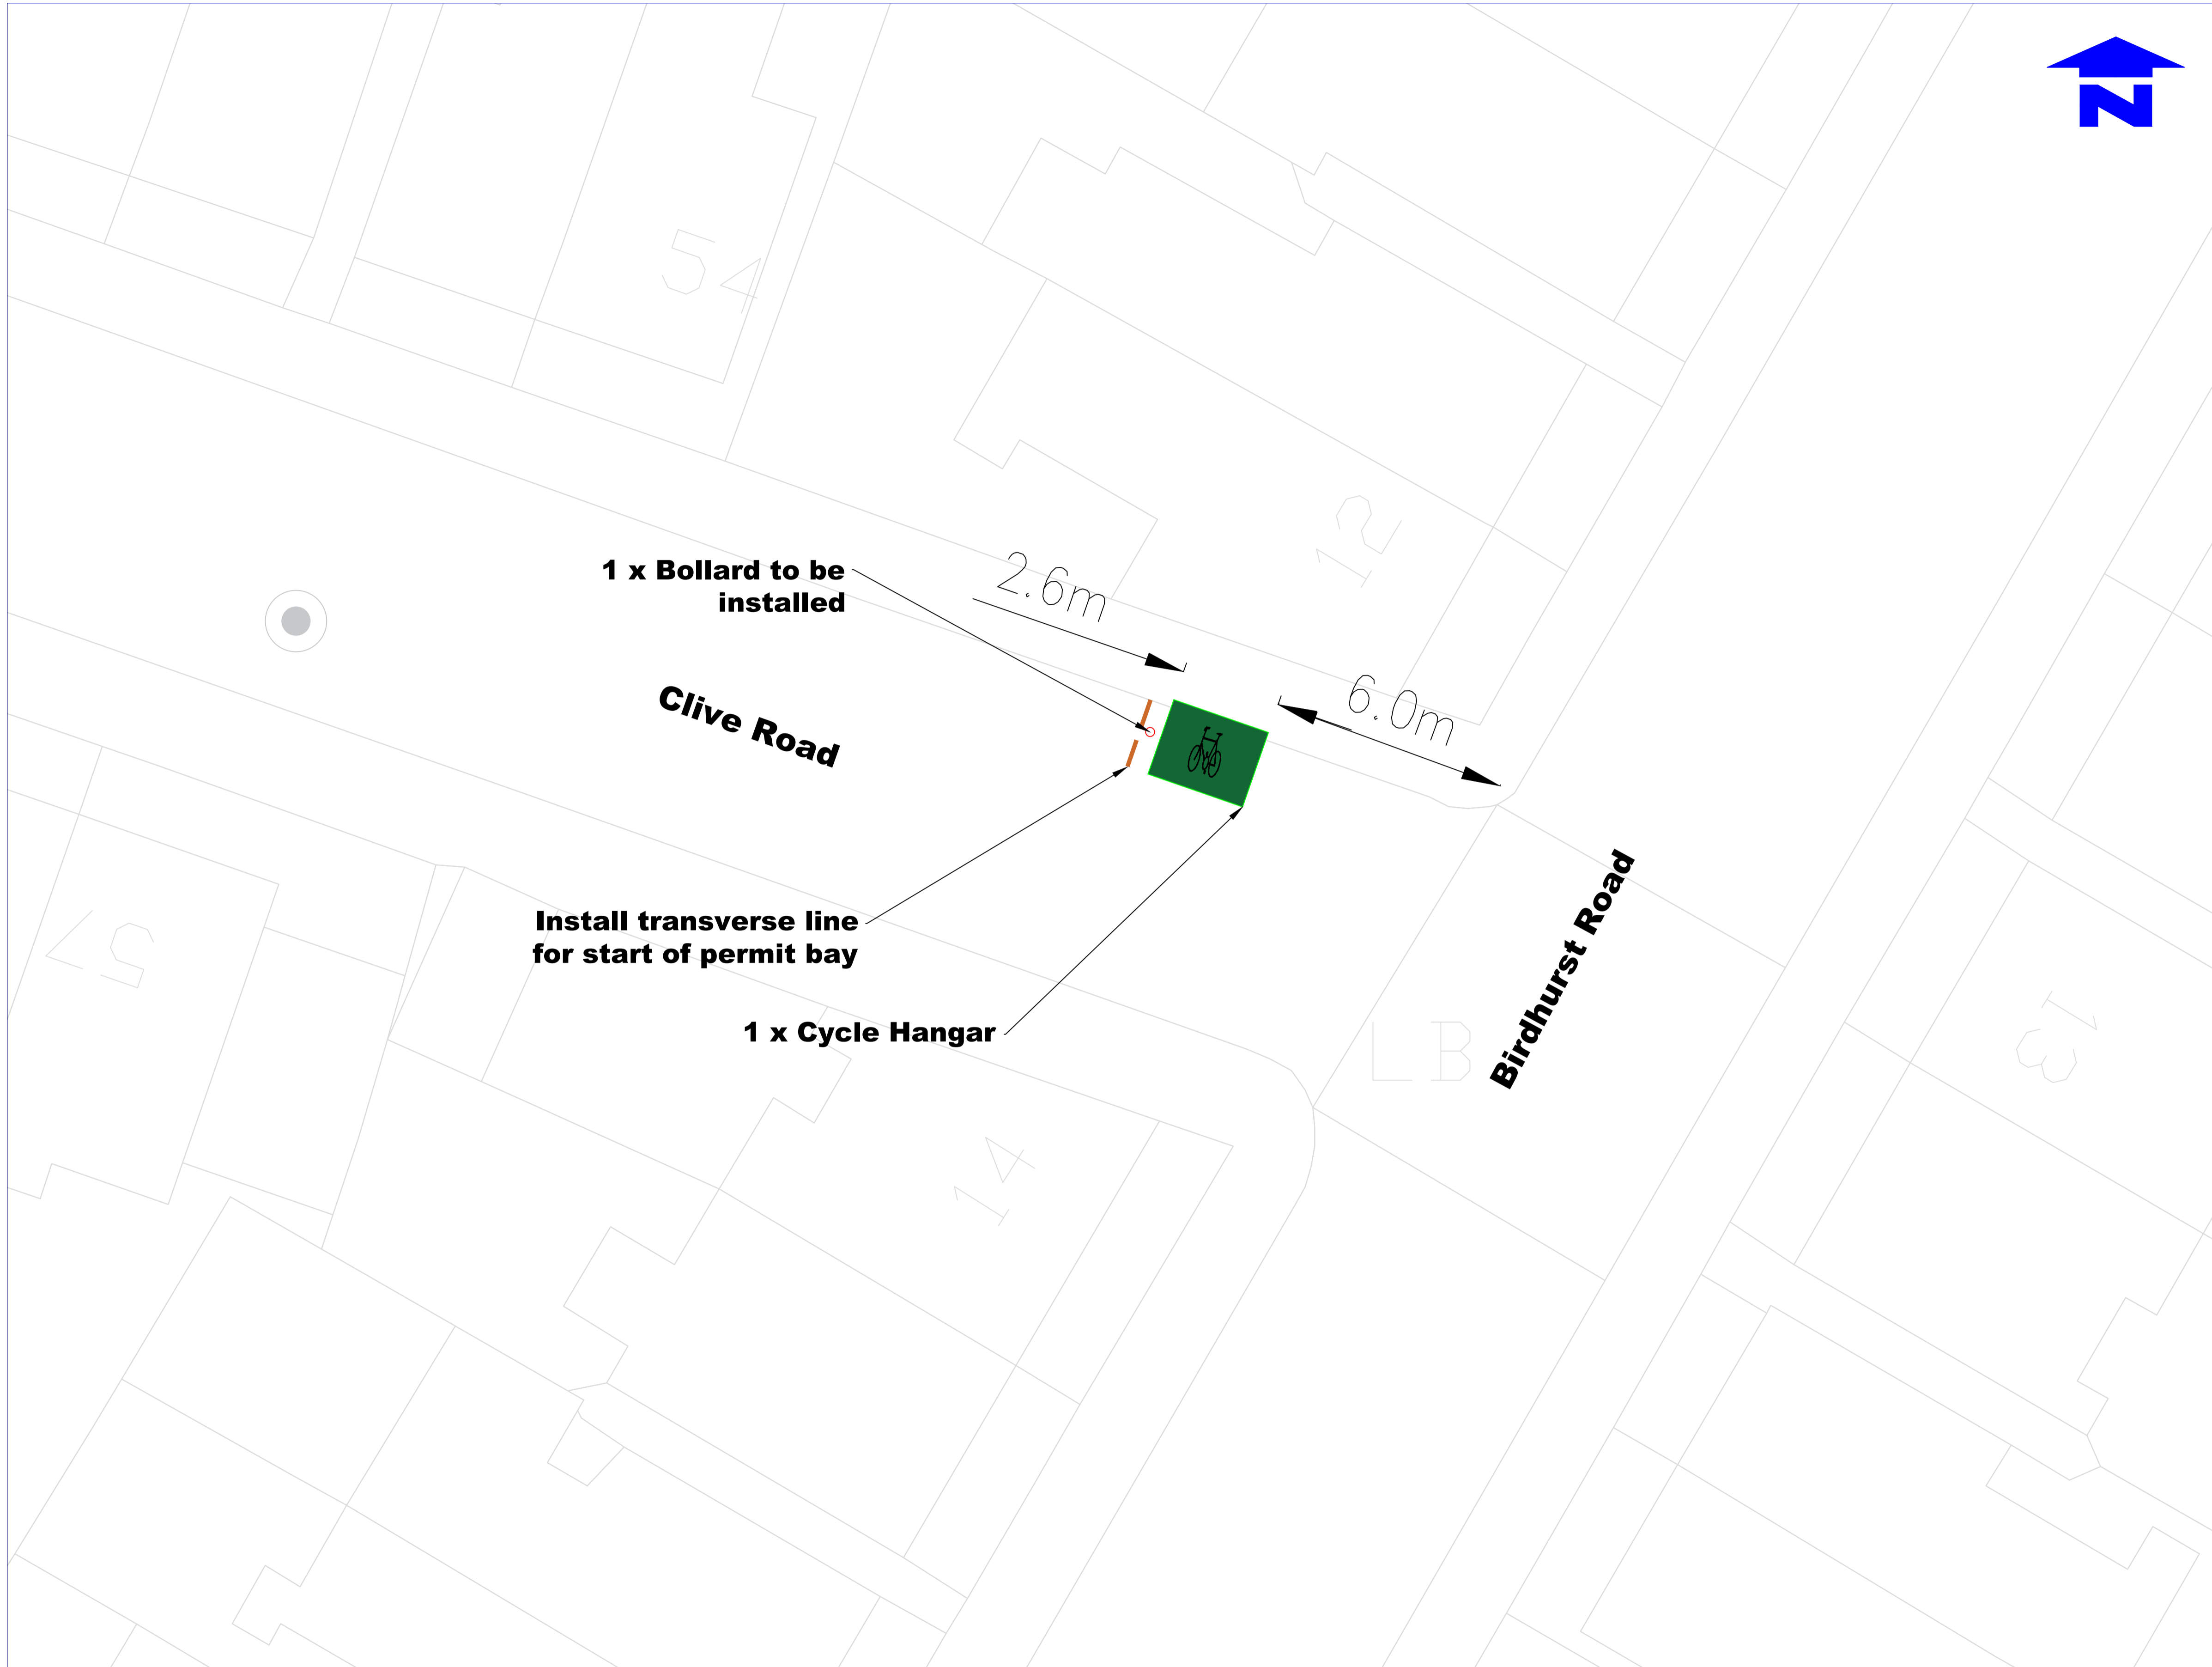 N
54
12
1 x Bollard to be
installed
2.6m
6.0m
Clive Road
Install transverse line
for start of permit bay
1 x Cycle Hangar
Birdhurst Road
LB
14